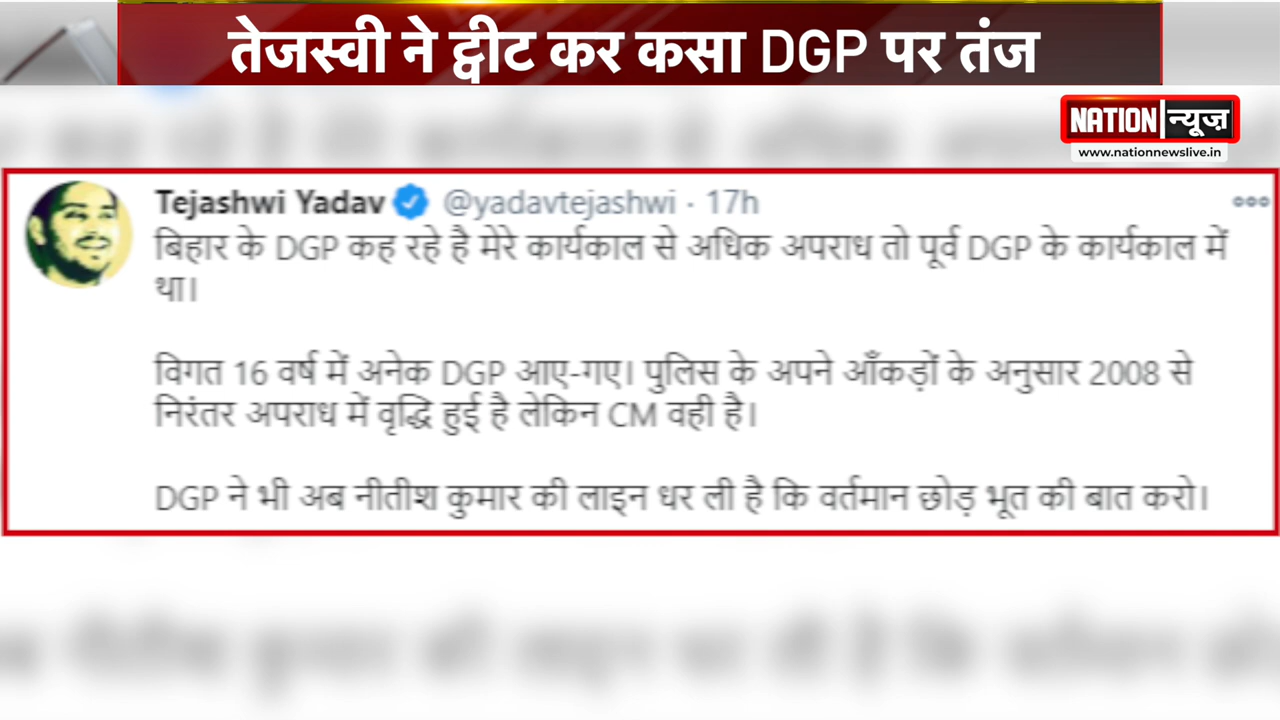 तेजस्वी ने ट्वीट कर कसा DGP पर तंज
NATION न्यूज़
www.nationnewslive.in
Tejashwi Yadav @yadavtejashwi · 17h
बिहार के DGP कह रहे है मेरे कार्यकाल से अधिक अपराध तो पूर्व DGP के कार्यकाल में
था।
विगत 16 वर्ष में अनेक DGP आए-गए। पुलिस के अपने आँकड़ों के अनुसार 2008 से
निरंतर अपराध में वृद्धि हुई है लेकिन CM वही है।
DGP ने भी अब नीतीश कुमार की लाइन धर ली है कि वर्तमान छोड़ भूत की बात करो।